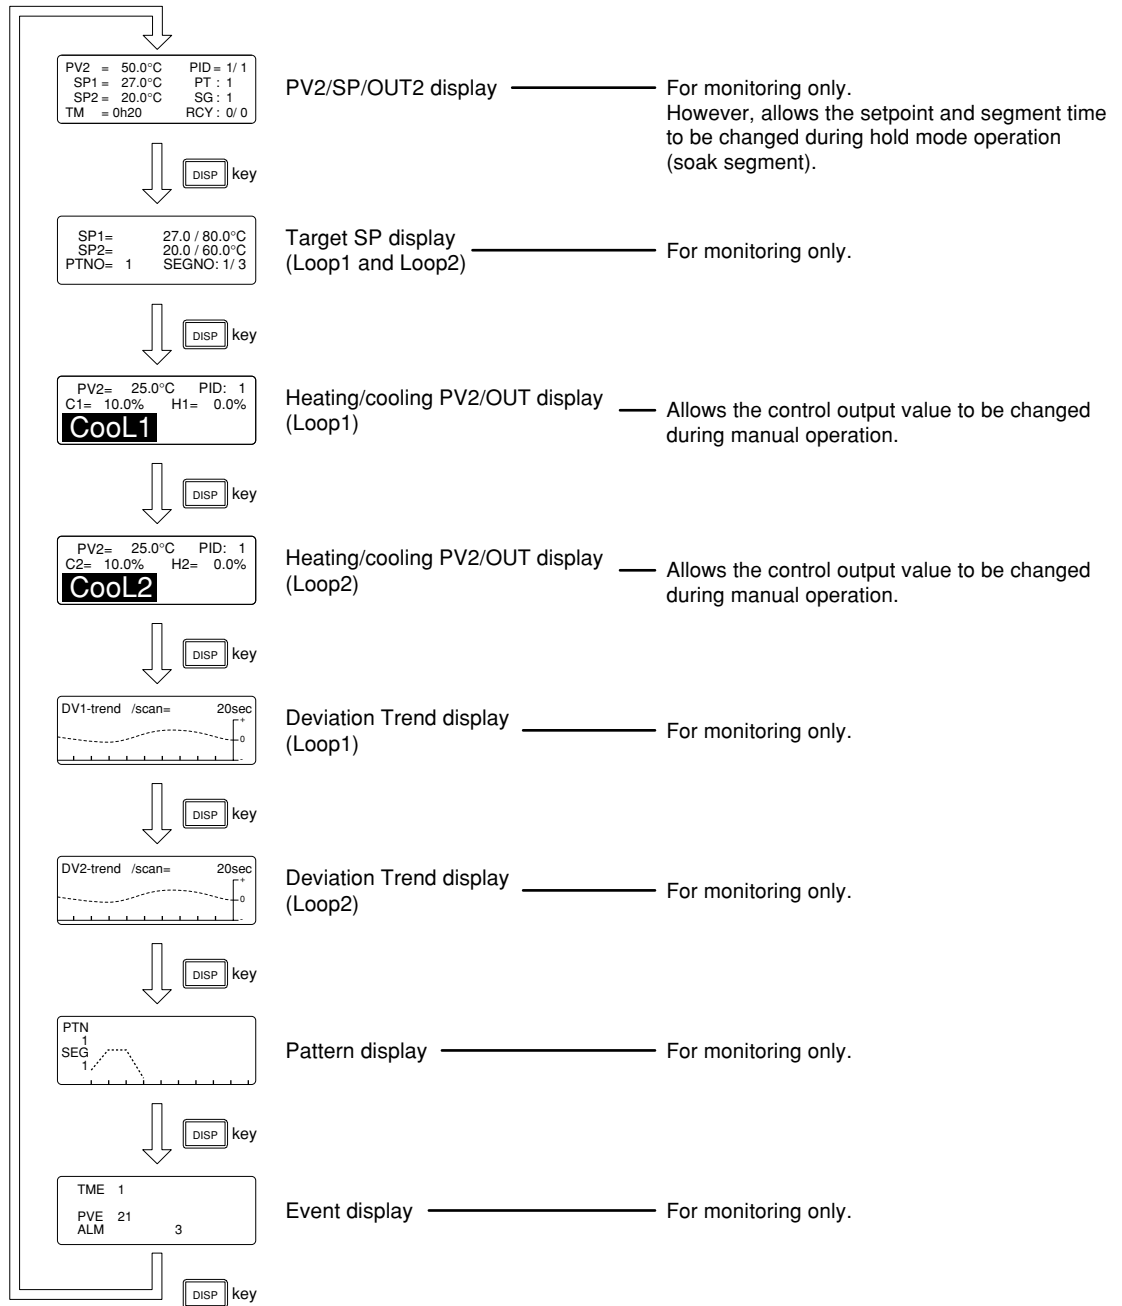 PV2 = 50.0°C PID = 1/ 1
SP1 = 27.0°C PT : 1
SP2 = 20.0°C SG : 1
TM = 0h20 RCY : 0/ 0
PV2/SP/OUT2 display
For monitoring only.
However, allows the setpoint and segment time
to be changed during hold mode operation
(soak segment).
DISP key
SP1= 27.0 / 80.0°C
SP2= 20.0 / 60.0°C
PTNO= 1 SEGNO: 1/ 3
Target SP display
(Loop1 and Loop2)
For monitoring only.
DISP key
PV2= 25.0°C PID: 1
C1= 10.0% H1= 0.0%
CooL1
Heating/cooling PV2/OUT display
(Loop1)
Allows the control output value to be changed
during manual operation.
DISP key
PV2= 25.0°C PID: 1
C2= 10.0% H2= 0.0%
CooL2
Heating/cooling PV2/OUT display
(Loop2)
Allows the control output value to be changed
during manual operation.
DISP key
DV1-trend /scan= 20sec
+
0
-
Deviation Trend display
(Loop1)
For monitoring only.
DISP key
DV2-trend /scan= 20sec
+
0
-
Deviation Trend display
(Loop2)
For monitoring only.
DISP key
PTN
1
SEG
1
Pattern display
For monitoring only.
DISP key
TME 1
PVE 21
ALM 3
Event display
For monitoring only.
DISP key